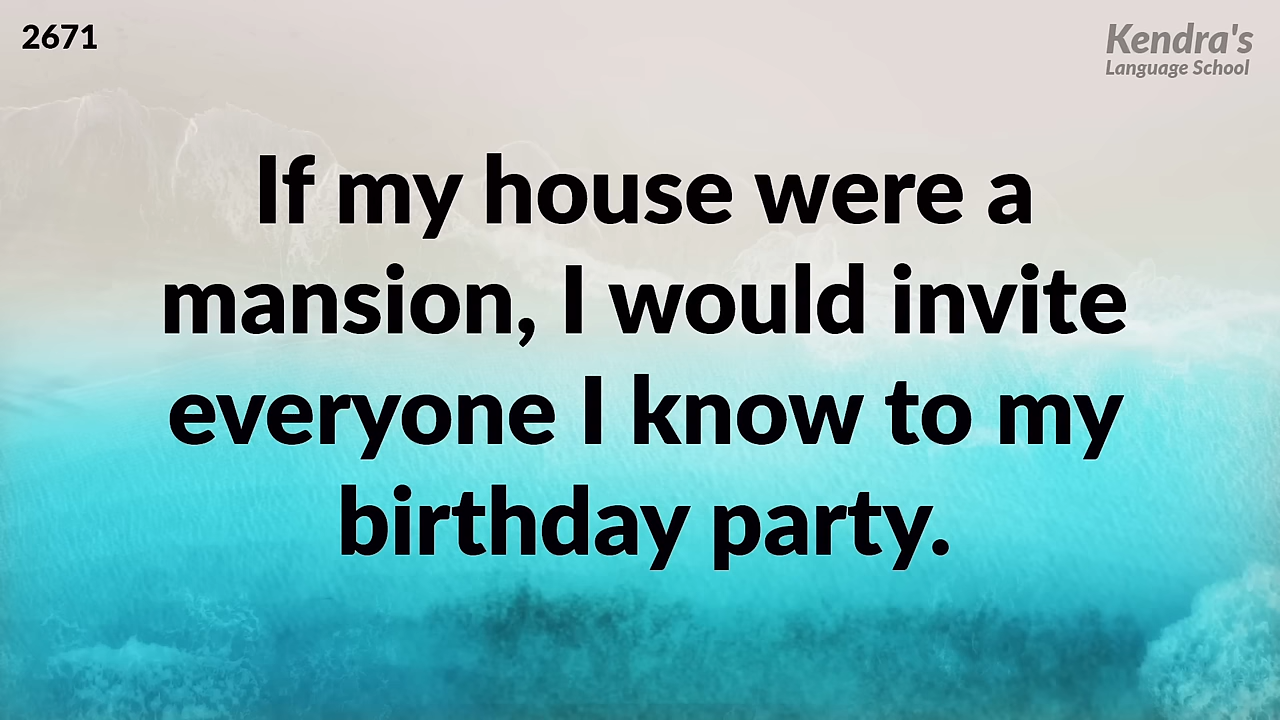 2671
Kendra's
Language School
If my house were a
mansion, I would invite
everyone I know to my
birthday party.